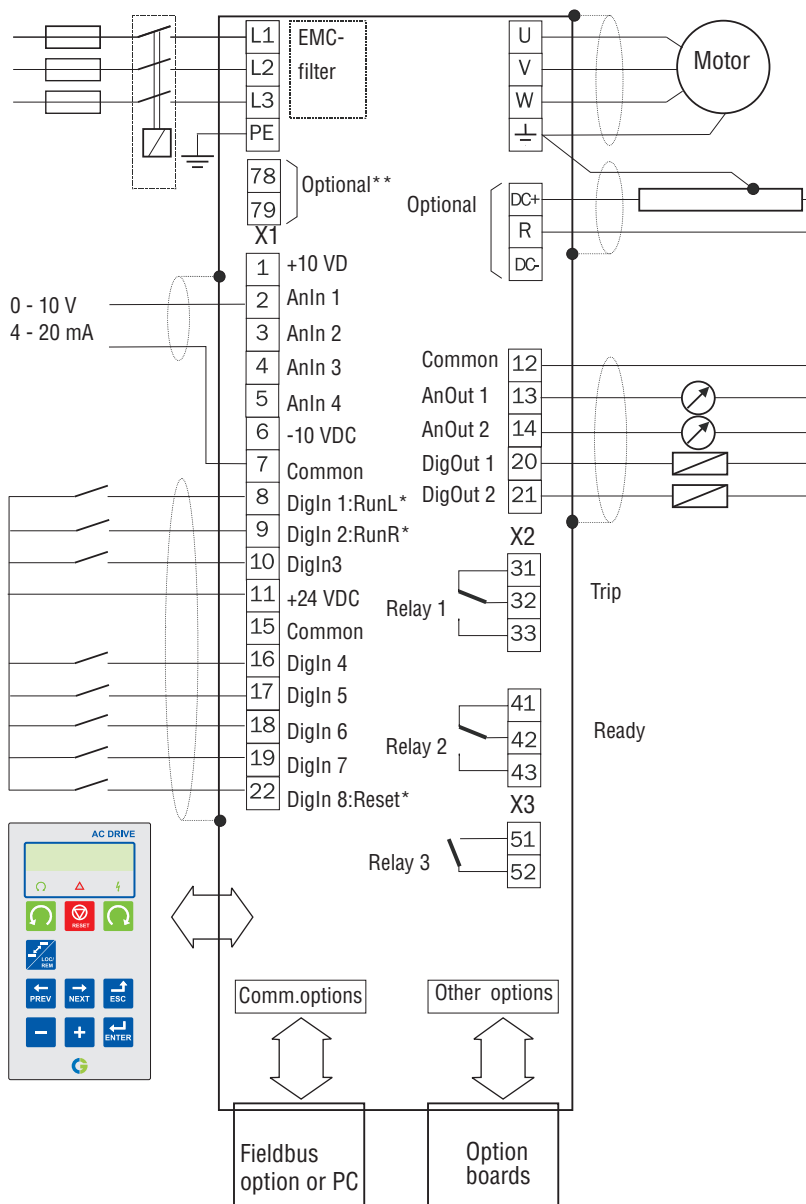 L1
L2
L3
PE
EMC-
filter
U
V
W
Motor
78
79
Optional**
X1
Optional
DC+
R
DC-
0 - 10 V
4 - 20 mA
1 +10 VD
2 AnIn 1
3 AnIn 2
4 AnIn 3
5 AnIn 4
6 -10 VDC
7 Common
8 DigIn 1:RunL*
9 DigIn 2:RunR*
10 DigIn3
11 +24 VDC
15 Common
16 DigIn 4
17 DigIn 5
18 DigIn 6
19 DigIn 7
22 DigIn 8:Reset*
Common 12
AnOut 1 13
AnOut 2 14
DigOut 1 20
DigOut 2 21
X2
31
32
33
Relay 1
Trip
41
42
43
Relay 2
Ready
X3
51
52
Relay 3
AC DRIVE
RESET
LOC/
REM
PREV
NEXT
ESC
−
+
ENTER
Comm.options
Other options
Fieldbus
option or PC
Option
boards